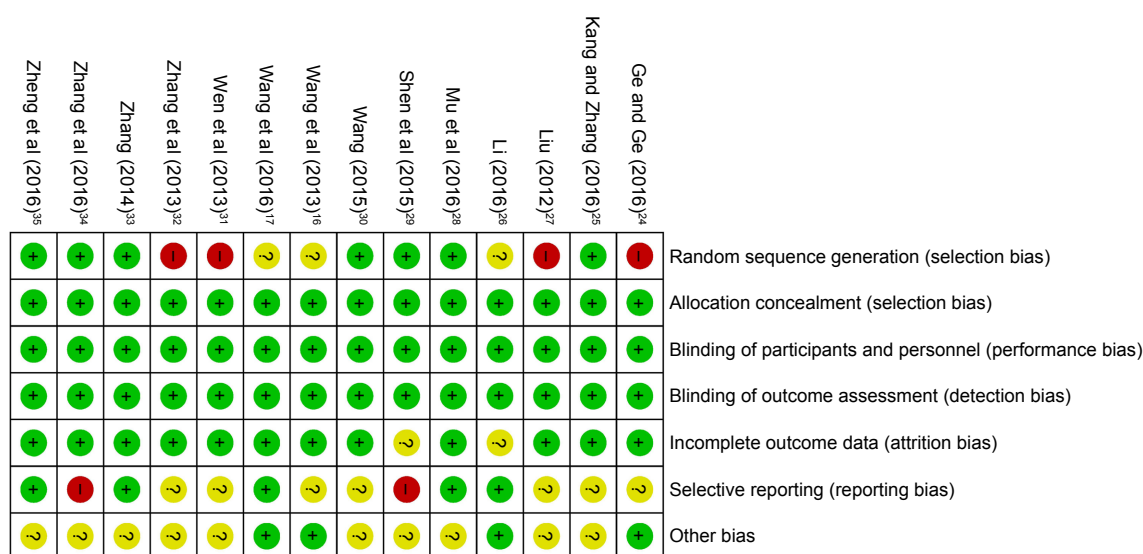 Zheng et al (2016)³⁵
Zhang et al (2016)³⁴
Zhang (2014)³³
Zhang et al (2013)³²
Wen et al (2013)³¹
Wang et al (2016)¹⁷
Wang et al (2013)¹⁶
Wang (2015)³⁰
Shen et al (2015)²⁹
Mu et al (2016)²⁸
Li (2016)²⁶
Liu (2012)²⁷
Kang and Zhang (2016)²⁵
Ge and Ge (2016)²⁴
+ + + − − ? ? + + + ? − + − Random sequence generation (selection bias)
+ + + + + + + + + + + + + + Allocation concealment (selection bias)
+ + + + + + + + + + + + + + Blinding of participants and personnel (performance bias)
+ + + + + + + + + + + + + + Blinding of outcome assessment (detection bias)
+ + + + + + + + ? + ? + + + Incomplete outcome data (attrition bias)
+ − + ? ? + ? ? − + + ? ? ? Selective reporting (reporting bias)
? ? ? ? ? + + ? ? ? + ? ? + Other bias